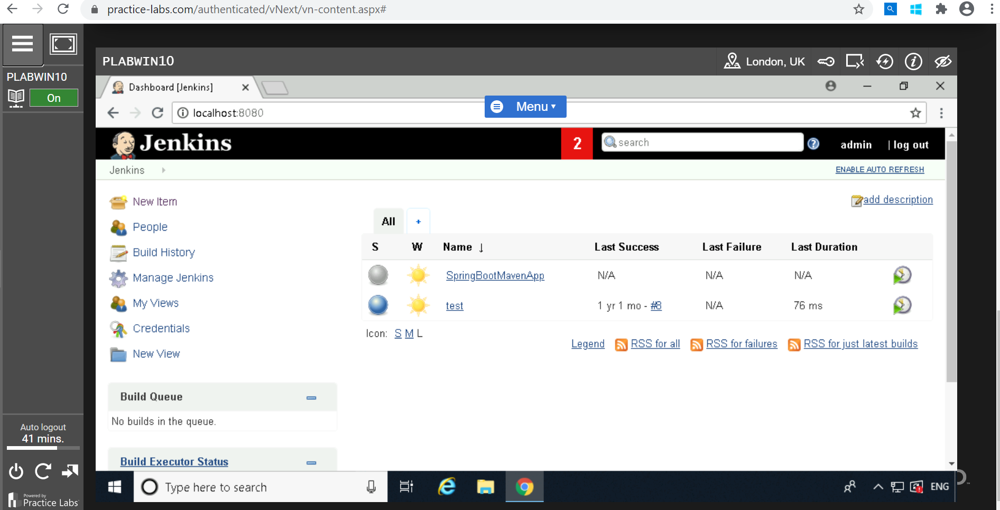 practice-labs.com/authenticated/vNext/vn-content.aspx#
PLABWIN10
On
PLABWIN10
London, UK
Dashboard [Jenkins]
localhost:8080
Menu
Jenkins
2
search
admin
| log out
Jenkins
ENABLE AUTO REFRESH
New Item
People
Build History
Manage Jenkins
My Views
Credentials
New View
add description
All
+
S W Name ↓ Last Success Last Failure Last Duration
SpringBootMavenApp N/A N/A N/A
test 1 yr 1 mo - #8 N/A 76 ms
Icon: S M L
Legend RSS for all RSS for failures RSS for just latest builds
Build Queue
No builds in the queue.
Build Executor Status
Auto logout
41 mins.
Powered by
Practice Labs
Type here to search
ENG